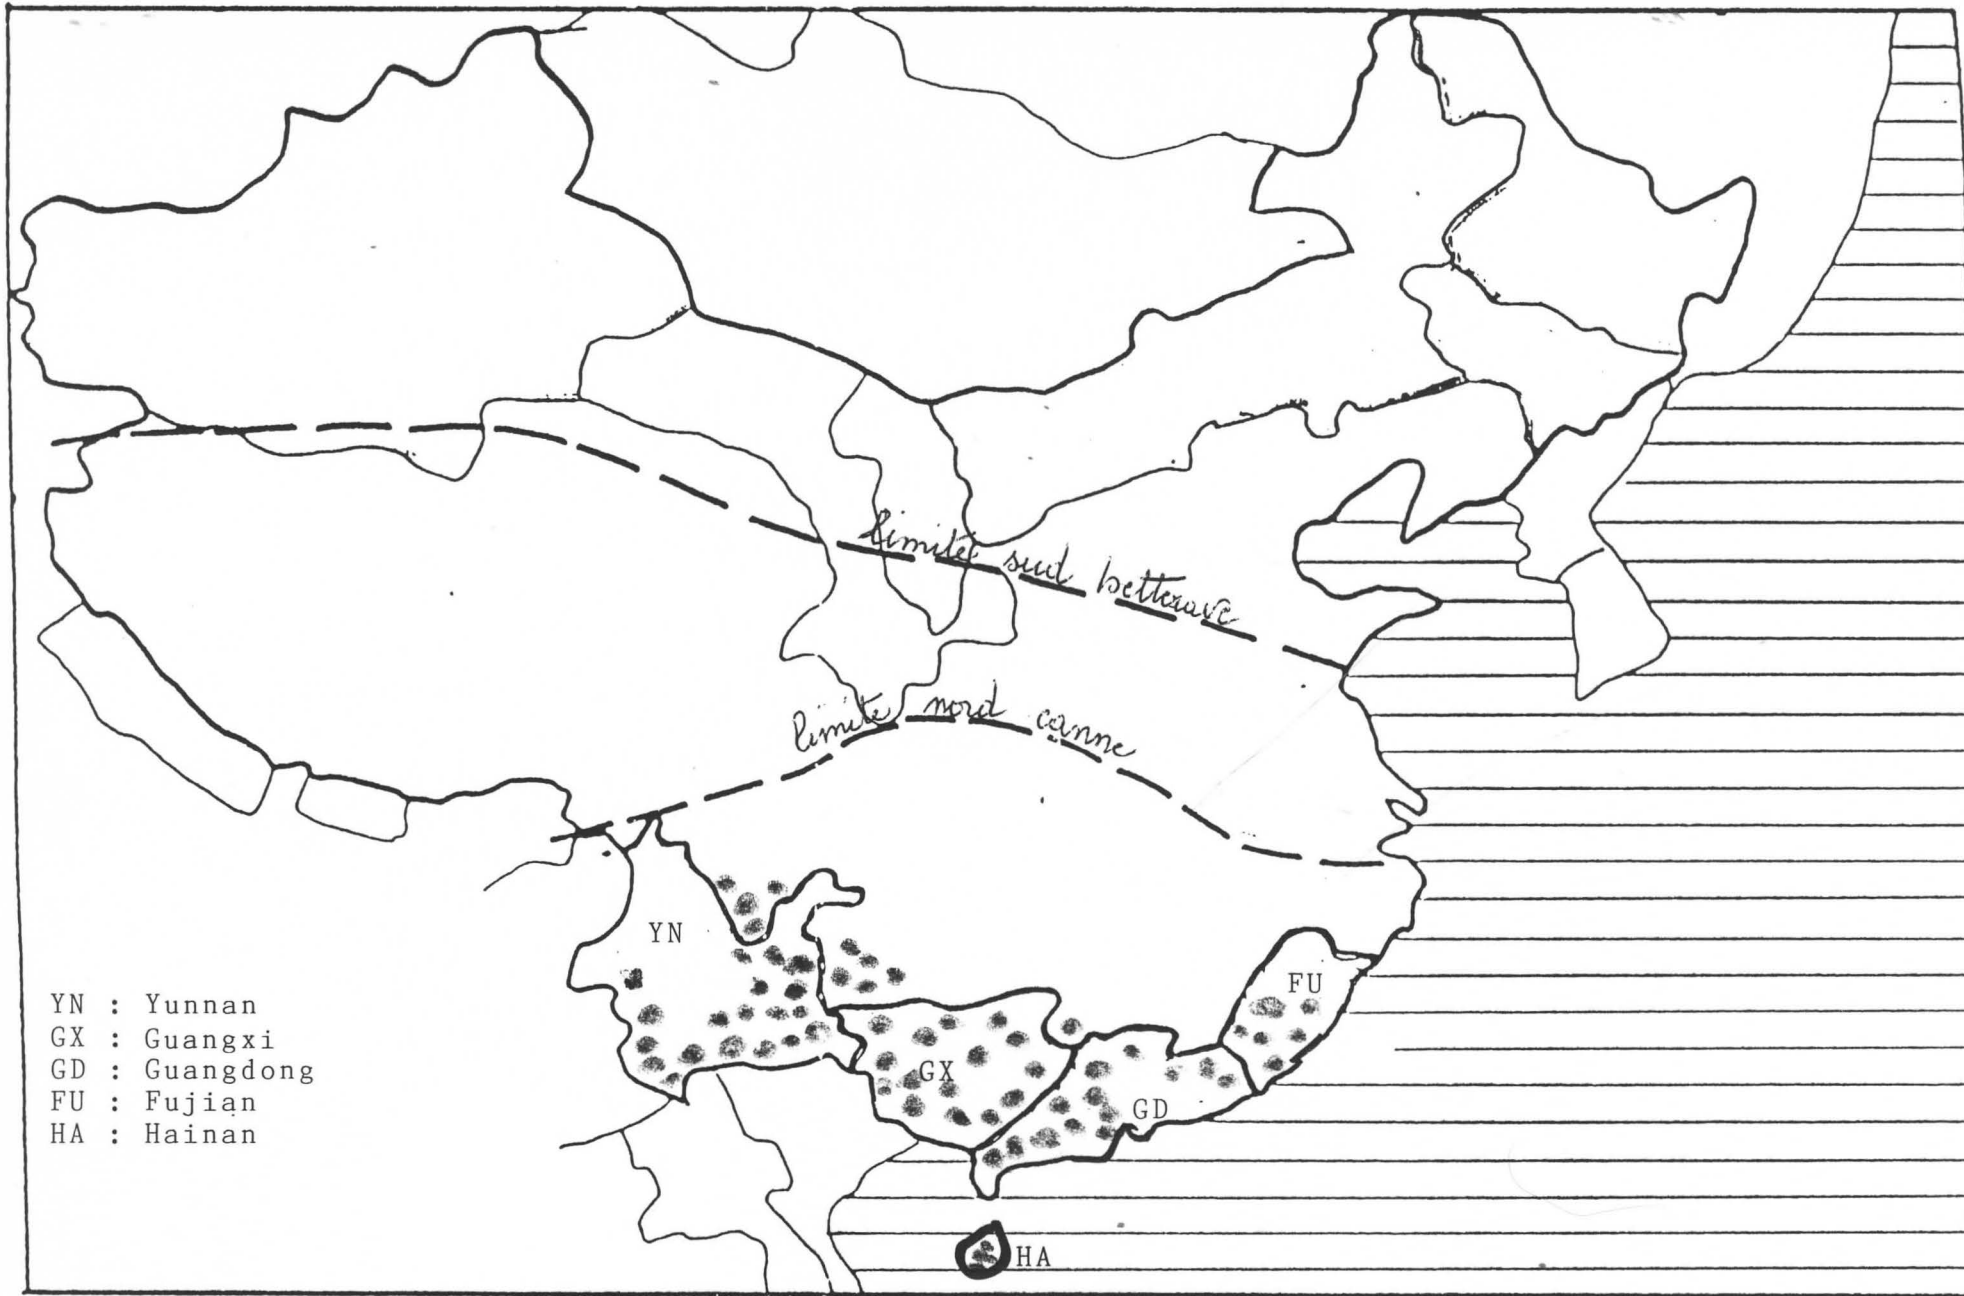 limite sud betterave
limite nord canne
YN
FU
GX
GD
HA
YN : Yunnan
GX : Guangxi
GD : Guangdong
FU : Fujian
HA : Hainan